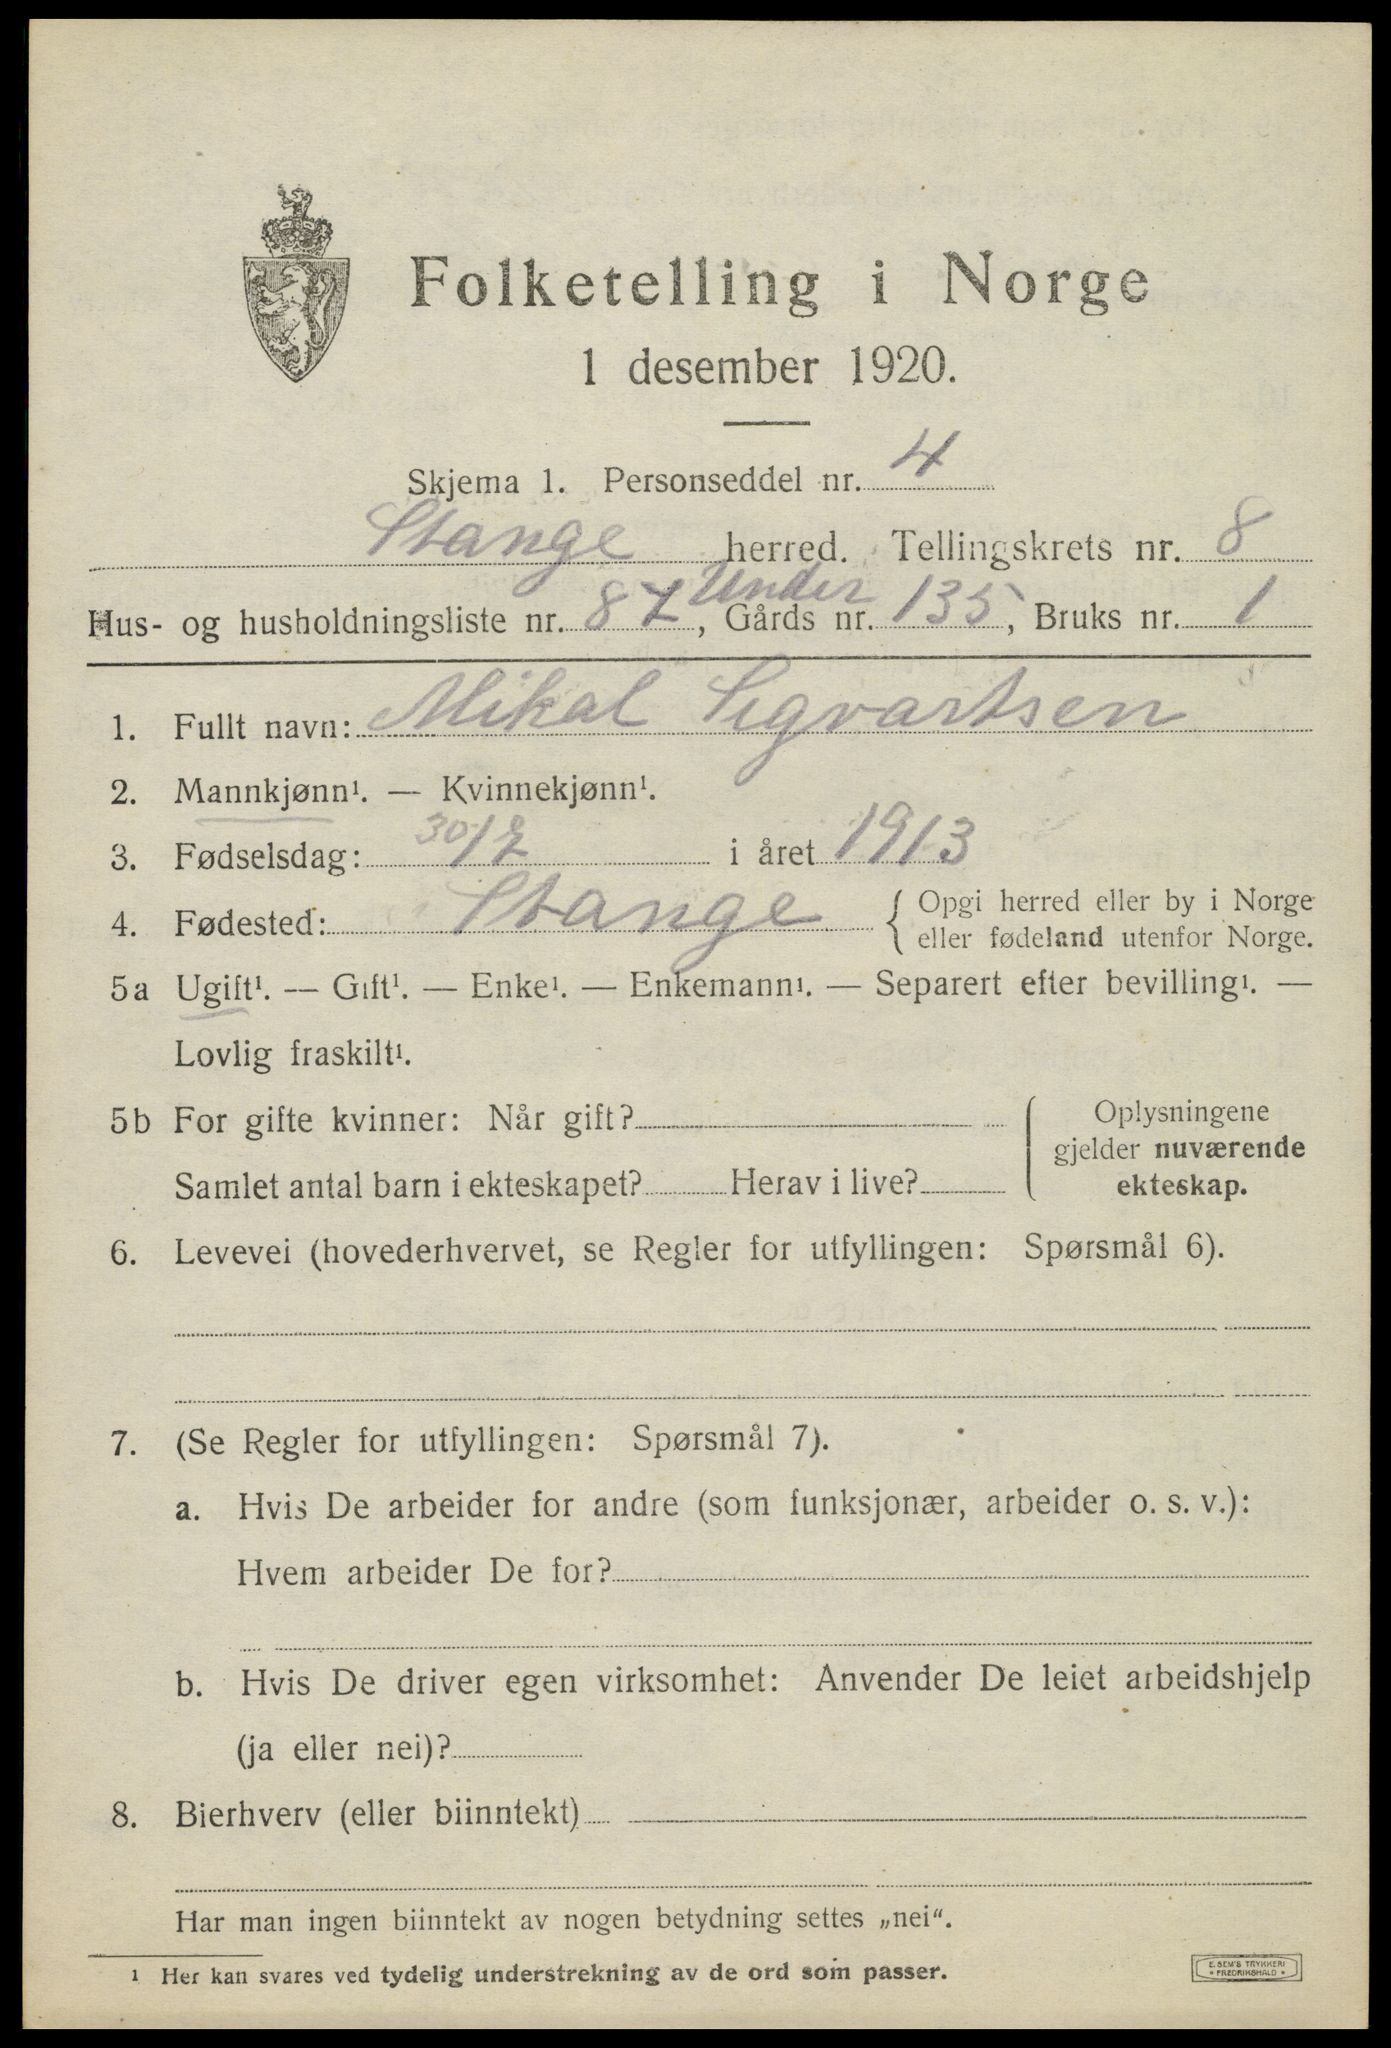 Folketelling i Norge
1 desember 1920.
Skjema 1. Personseddel nr. 4
Stange herred. Tellingskrets nr. 8
Under
Hus- og husholdningsliste nr. 87, Gårds nr. 135, Bruks nr. 1
1. Fullt navn: Mikal Sigvartsen
2. Mannkjønn¹. — Kvinnekjønn¹.
3. Fødselsdag: 30/12 i året 1913
4. Fødested: Stange { Opgi herred eller by i Norge
eller fødeland utenfor Norge.
5a Ugift¹. — Gift¹. — Enke¹. — Enkemann¹. — Separert efter bevilling¹. —
Lovlig fraskilt¹.
5b For gifte kvinner: Når gift?
Samlet antal barn i ekteskapet? Herav i live?
Oplysningene
gjelder nuværende
ekteskap.
6. Levevei (hovederhvervet, se Regler for utfyllingen: Spørsmål 6).
7. (Se Regler for utfyllingen: Spørsmål 7).
a. Hvis De arbeider for andre (som funksjonær, arbeider o. s. v.):
Hvem arbeider De for?
b. Hvis De driver egen virksomhet: Anvender De leiet arbeidshjelp
(ja eller nei)?
8. Bierhverv (eller biinntekt)
Har man ingen biinntekt av nogen betydning settes „nei“.
¹ Her kan svares ved tydelig understrekning av de ord som passer.
E. SEM'S TRYKKERI
• FREDRIKSHALD •